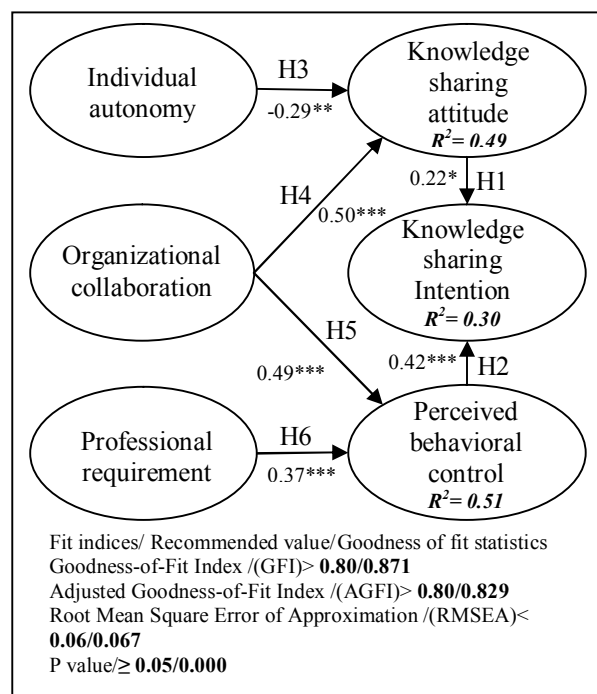 Individual
autonomy
H3
-0.29**
Knowledge
sharing
attitude
R²= 0.49
H4
0.50***
0.22*
H1
Organizational
collaboration
Knowledge
sharing
Intention
R²= 0.30
H5
0.49***
0.42***
H2
Professional
requirement
H6
0.37***
Perceived
behavioral
control
R²= 0.51
Fit indices/ Recommended value/Goodness of fit statistics
Goodness-of-Fit Index /(GFI)> 0.80/0.871
Adjusted Goodness-of-Fit Index /(AGFI)> 0.80/0.829
Root Mean Square Error of Approximation /(RMSEA)<
0.06/0.067
P value/≥ 0.05/0.000